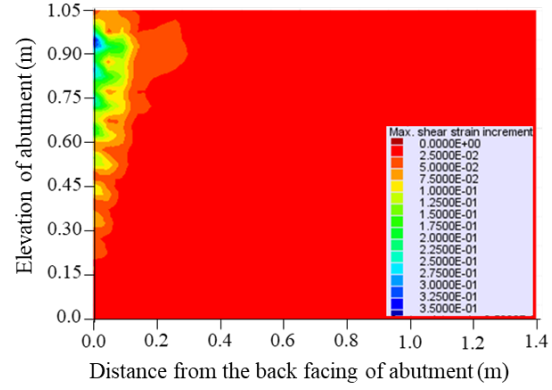 1.05
0.90
0.75
0.60
0.45
0.30
0.15
0.0
Elevation of abutment (m)
Max. shear strain increment
0.0000E+00
2.5000E-02
5.0000E-02
7.5000E-02
1.0000E-01
1.2500E-01
1.5000E-01
1.7500E-01
2.0000E-01
2.2500E-01
2.5000E-01
2.7500E-01
3.0000E-01
3.2500E-01
3.5000E-01
0.0 0.2 0.4 0.6 0.8 1.0 1.2 1.4
Distance from the back facing of abutment (m)